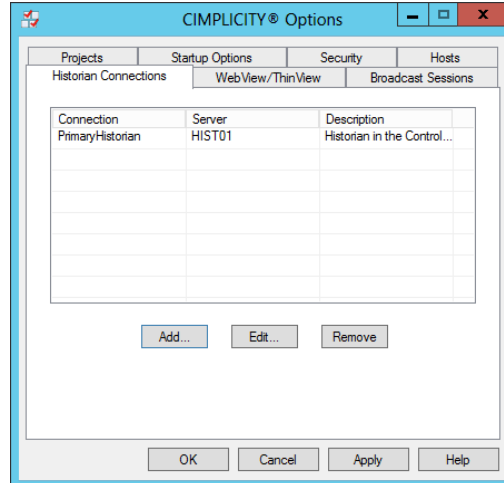 CIMPLICITY® Options
Projects Startup Options Security Hosts
Historian Connections WebView/ThinView Broadcast Sessions
Connection Server Description
PrimaryHistorian HIST01 Historian in the Control...
Add... Edit... Remove
OK Cancel Apply Help